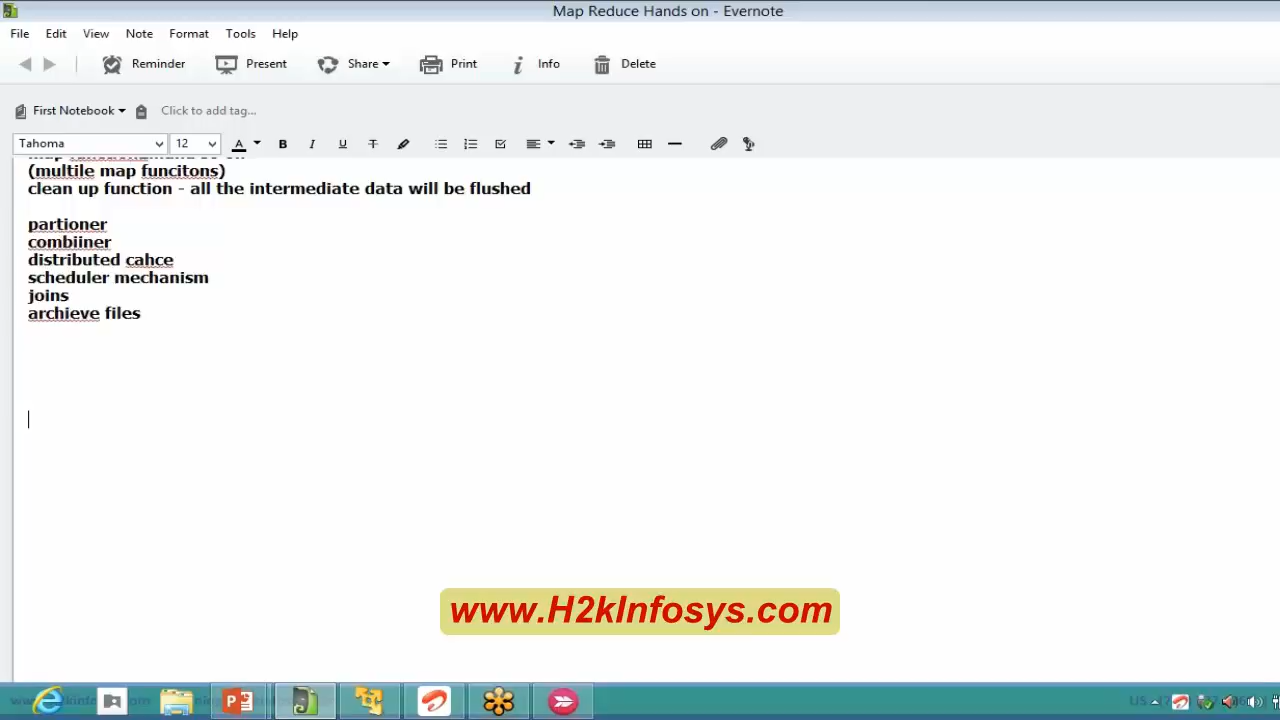 Map Reduce Hands on - Evernote
File Edit View Note Format Tools Help
Reminder Present Share Print Info Delete
First Notebook Click to add tag...
Tahoma 12 A B I U T
(multile map funcitons)
clean up function - all the intermediate data will be flushed
partioner
combiiner
distributed cahce
scheduler mechanism
joins
archieve files
www.H2kInfosys.com
US